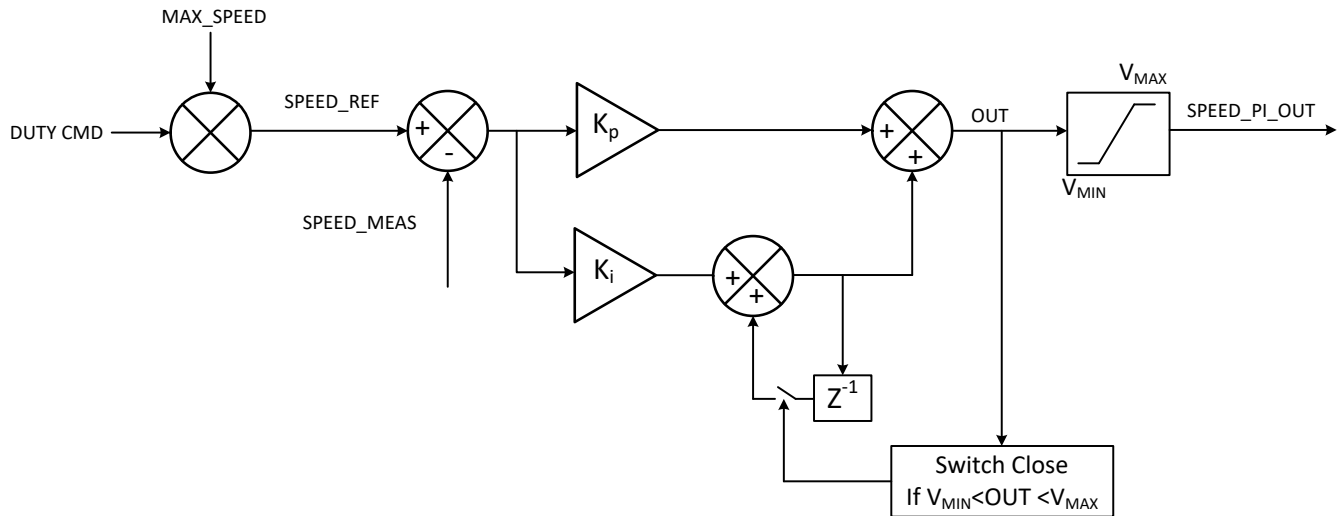 MAX_SPEED
V_MAX
SPEED_REF
OUT
SPEED_PI_OUT
DUTY CMD
+
K_p
+
-
+
V_MIN
SPEED_MEAS
K_i
+
+
Z^-1
Switch Close
If V_MIN<OUT <V_MAX